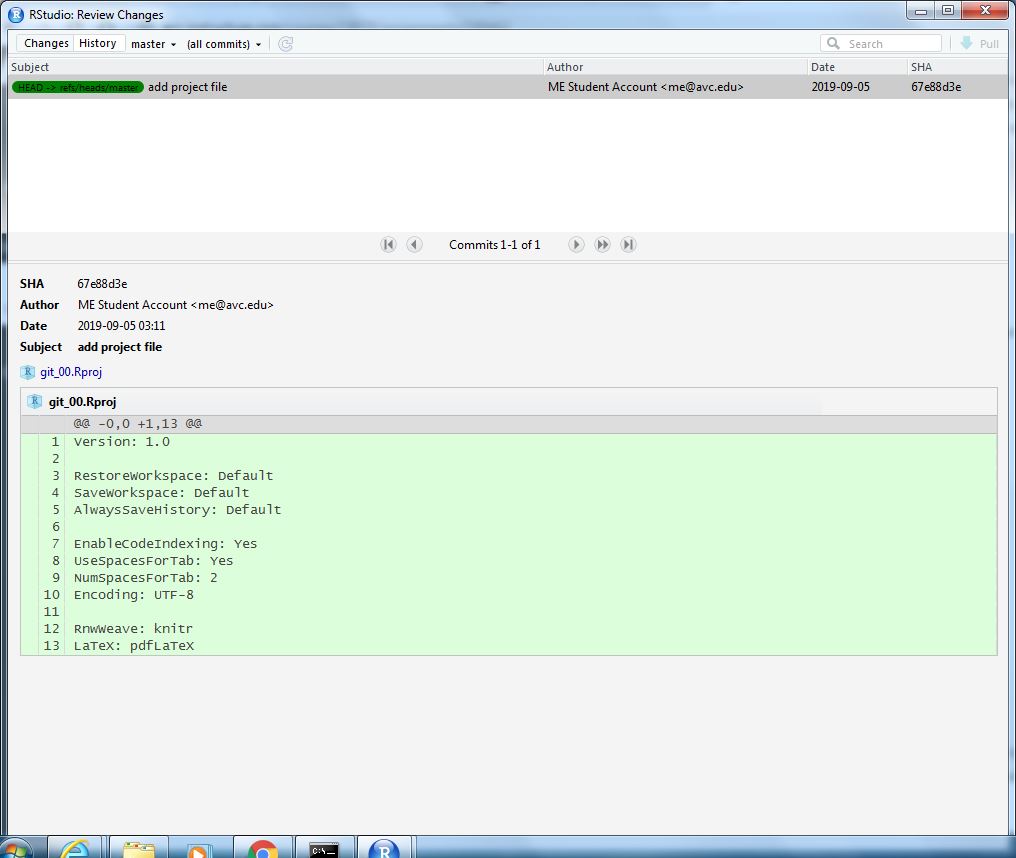 RStudio: Review Changes
Changes History master (all commits) Search Pull
Subject Author Date SHA
HEAD -> refs/heads/master add project file ME Student Account <me@avc.edu> 2019-09-05 67e88d3e
Commits 1-1 of 1
SHA 67e88d3e
Author ME Student Account <me@avc.edu>
Date 2019-09-05 03:11
Subject add project file
git_00.Rproj
git_00.Rproj
@@ -0,0 +1,13 @@
1 Version: 1.0
2
3 RestoreWorkspace: Default
4 SaveWorkspace: Default
5 AlwaysSaveHistory: Default
6
7 EnableCodeIndexing: Yes
8 UseSpacesForTab: Yes
9 NumSpacesForTab: 2
10 Encoding: UTF-8
11
12 RnwWeave: knitr
13 LaTeX: pdfLaTeX